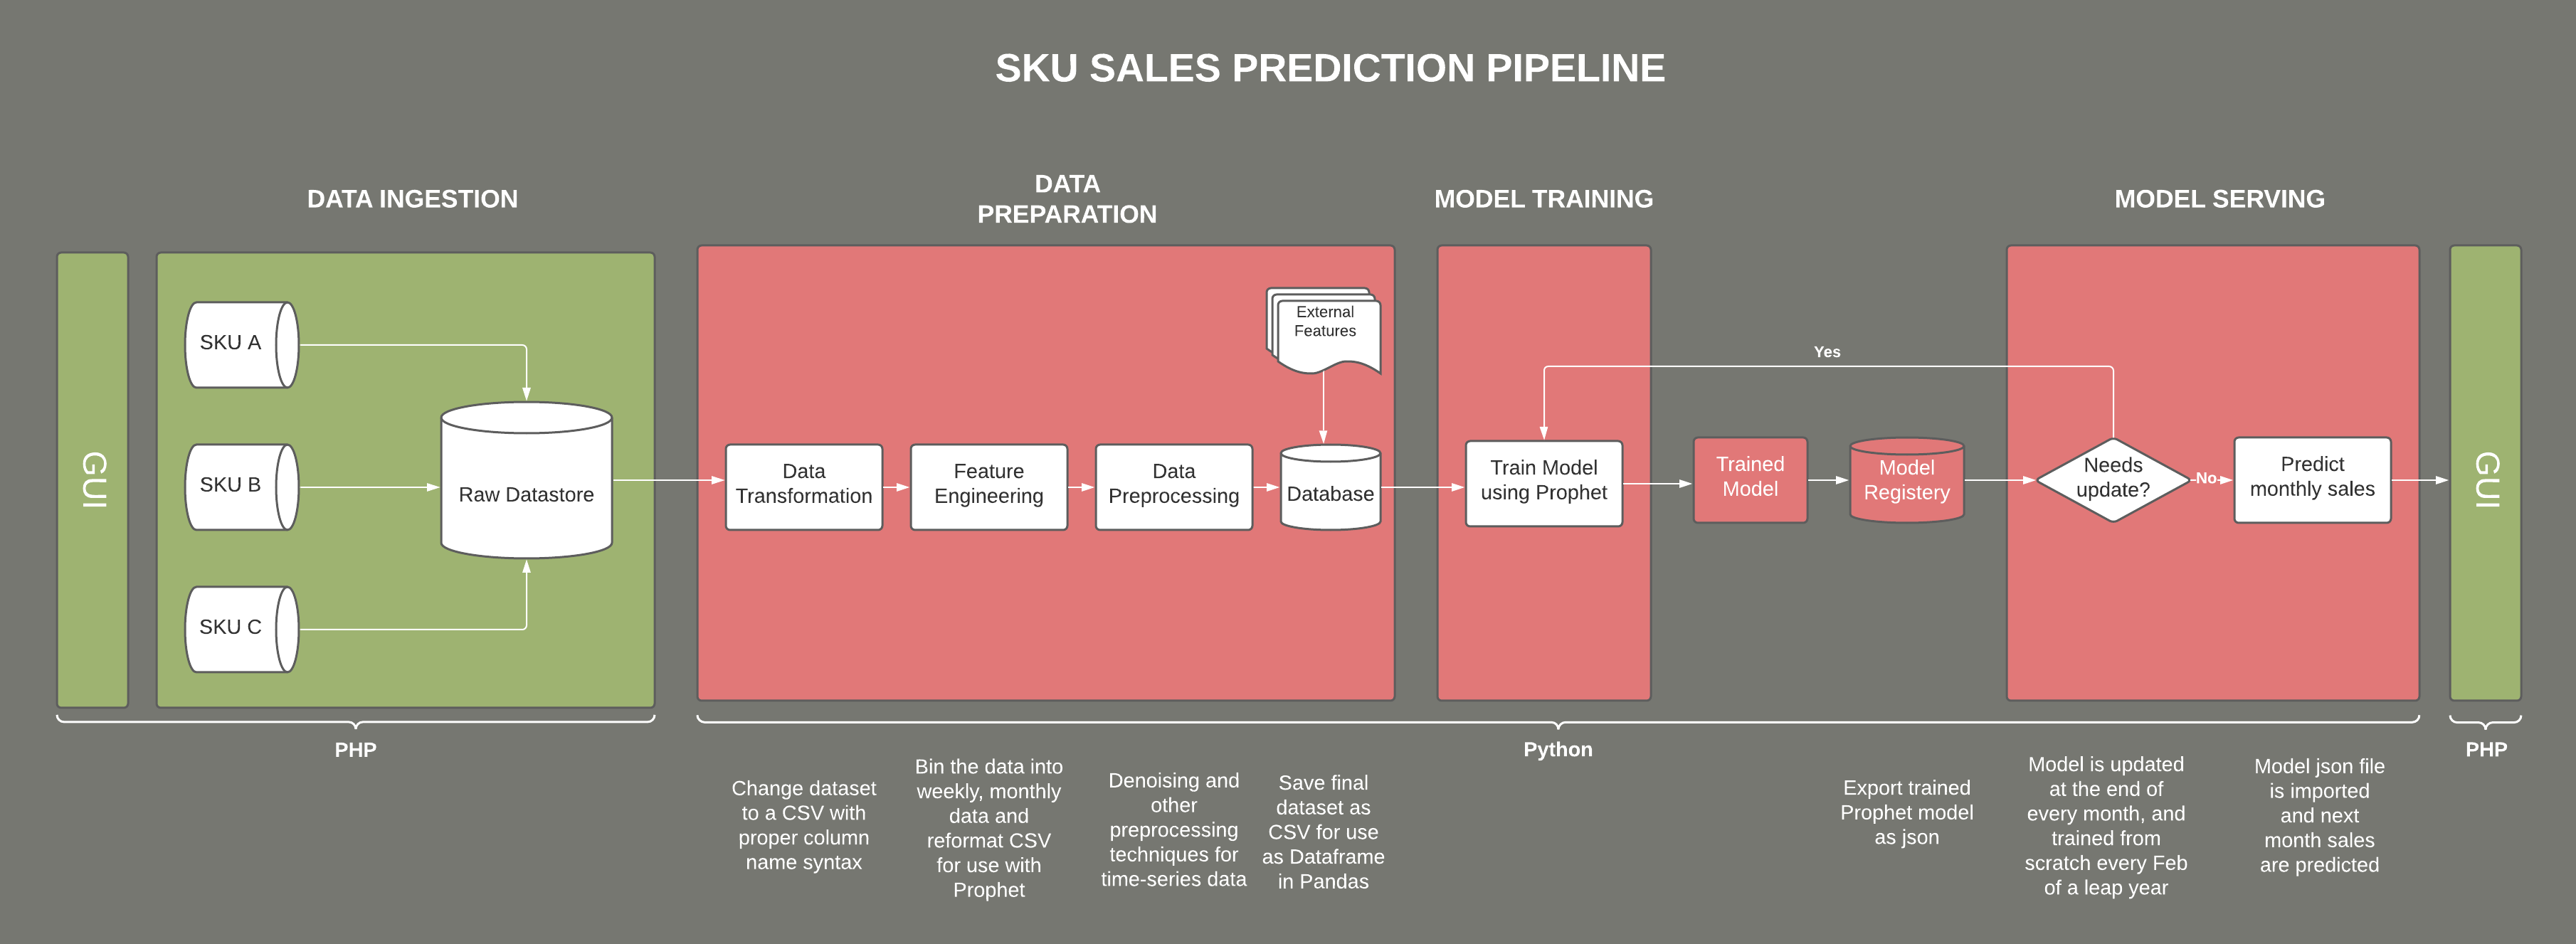 SKU SALES PREDICTION PIPELINE
DATA INGESTION
DATA
PREPARATION
MODEL TRAINING
MODEL SERVING
GUI
SKU A
SKU B
SKU C
Raw Datastore
Data
Transformation
Feature
Engineering
Data
Preprocessing
External
Features
Database
Train Model
using Prophet
Trained
Model
Model
Registery
Yes
Needs
update?
No
Predict
monthly sales
GUI
PHP
Python
PHP
Change dataset
to a CSV with
proper column
name syntax
Bin the data into
weekly, monthly
data and
reformat CSV
for use with
Prophet
Denoising and
other
preprocessing
techniques for
time-series data
Save final
dataset as
CSV for use
as Dataframe
in Pandas
Export trained
Prophet model
as json
Model is updated
at the end of
every month, and
trained from
scratch every Feb
of a leap year
Model json file
is imported
and next
month sales
are predicted